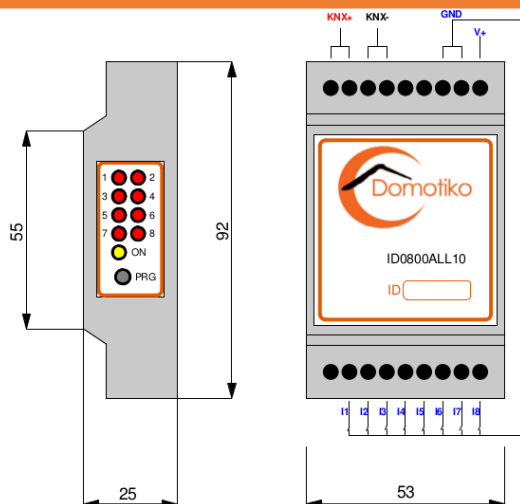 KNX+ KNX- GND
V+
1 2
3 4
5 6
7 8
ON
PRG
55
92
25
Domotiko
ID0800ALL10
ID
I1 I2 I3 I4 I5 I6 I7 I8
53